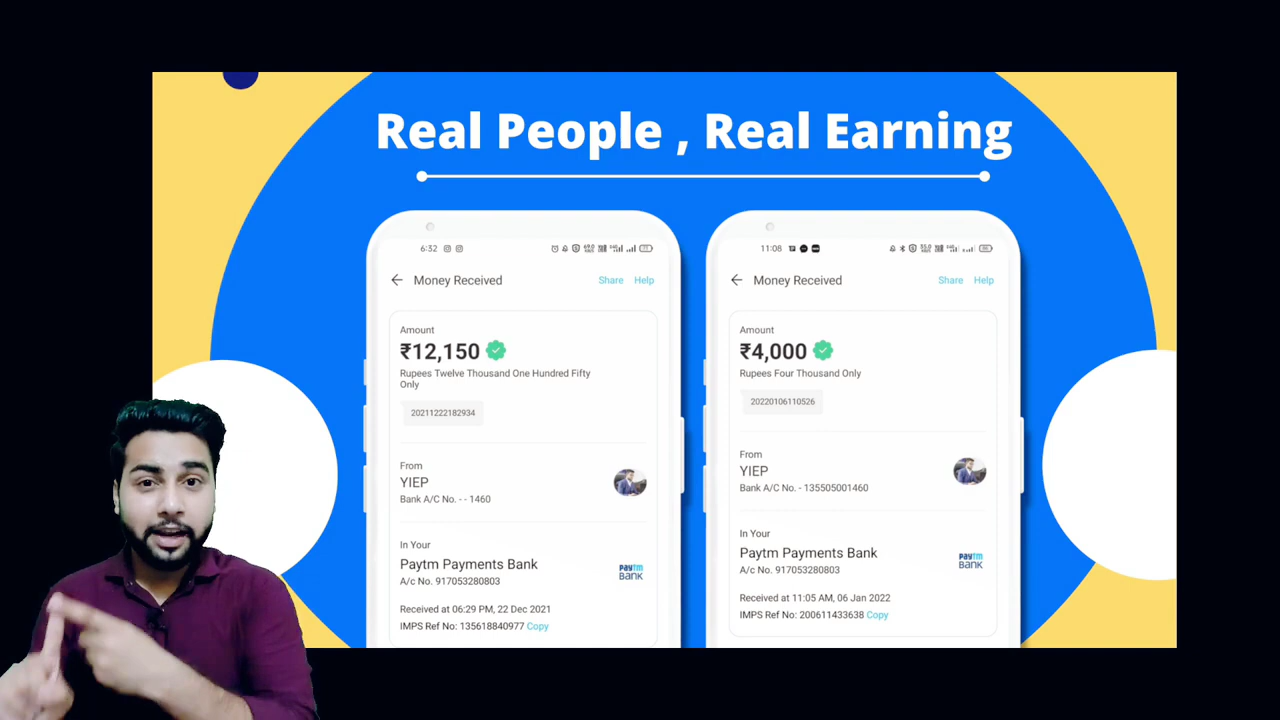 Real People , Real Earning
6:32
Money Received
Share Help
Amount
₹12,150
Rupees Twelve Thousand One Hundred Fifty
Only
20211222182934
From
YIEP
Bank A/C No. - - 1460
In Your
Paytm Payments Bank
A/c No. 917053280803
paytm
BANK
Received at 06:29 PM, 22 Dec 2021
IMPS Ref No: 135618840977 Copy
11:08
Money Received
Share Help
Amount
₹4,000
Rupees Four Thousand Only
20220106110526
From
YIEP
Bank A/C No. - 135505001460
In Your
Paytm Payments Bank
A/c No. 917053280803
paytm
BANK
Received at 11:05 AM, 06 Jan 2022
IMPS Ref No: 200611433638 Copy